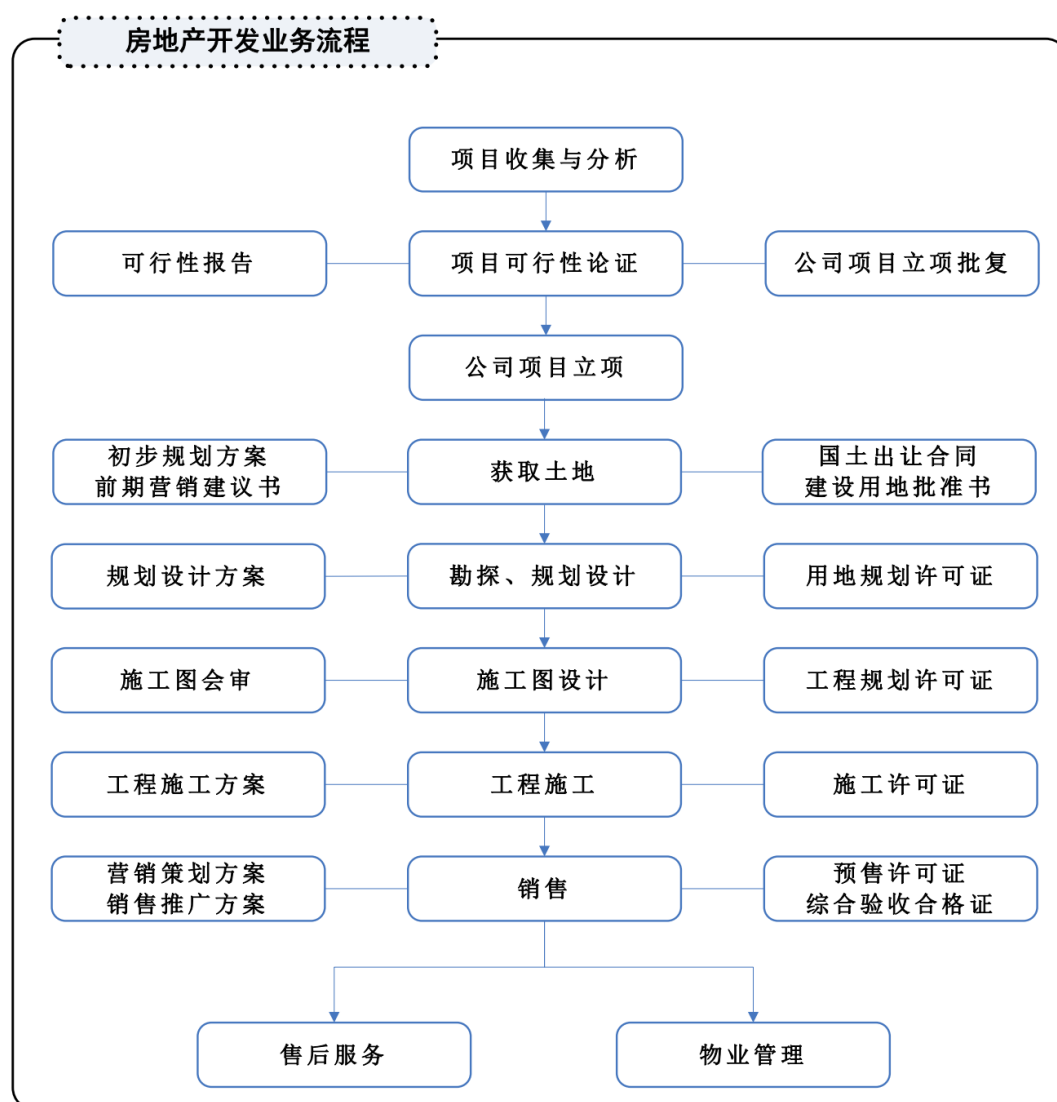 房地产开发业务流程
项目收集与分析
可行性报告
项目可行性论证
公司项目立项批复
公司项目立项
初步规划方案
前期营销建议书
获取土地
国土出让合同
建设用地批准书
规划设计方案
勘探、规划设计
用地规划许可证
施工图会审
施工图设计
工程规划许可证
工程施工方案
工程施工
施工许可证
营销策划方案
销售推广方案
销售
预售许可证
综合验收合格证
售后服务
物业管理